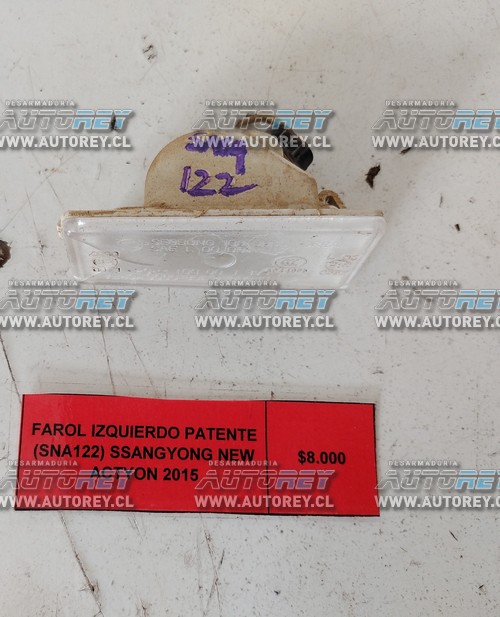 DESARMADURIA DESARMADURIA DESARMADURIA
AUTOREY AUTOREY AUTOREY
WWW.AUTOREY.CL WWW.AUTOREY.CL WWW.AUTOREY.CL
122
DESARMADURIA DESARMADURIA DESARMADURIA
AUTOREY AUTOREY AUTOREY
WWW.AUTOREY.CL WWW.AUTOREY.CL WWW.AUTOREY.CL
FAROL IZQUIERDO PATENTE
(SNA122) SSANGYONG NEW
ACTYON 2015
$8.000
DESARMADURIA DESARMADURIA DESARMADURIA
AUTOREY AUTOREY AUTOREY
WWW.AUTOREY.CL WWW.AUTOREY.CL WWW.AUTOREY.CL